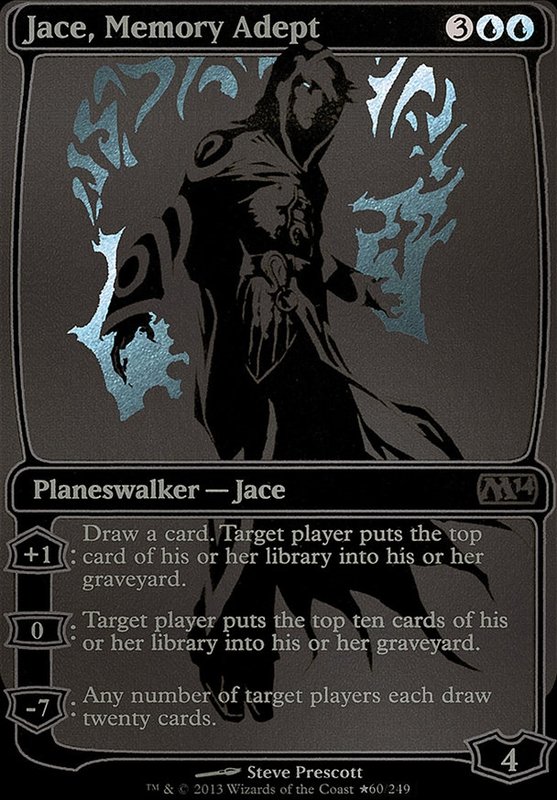 Jace, Memory Adept 3
Planeswalker — Jace M14
Draw a card. Target player puts the top
+1 : card of his or her library into his or her
graveyard.
0 : Target player puts the top ten cards of his
or her library into his or her graveyard.
-7 : Any number of target players each draw
twenty cards.
4
Steve Prescott
™ & © 2013 Wizards of the Coast ★60/249